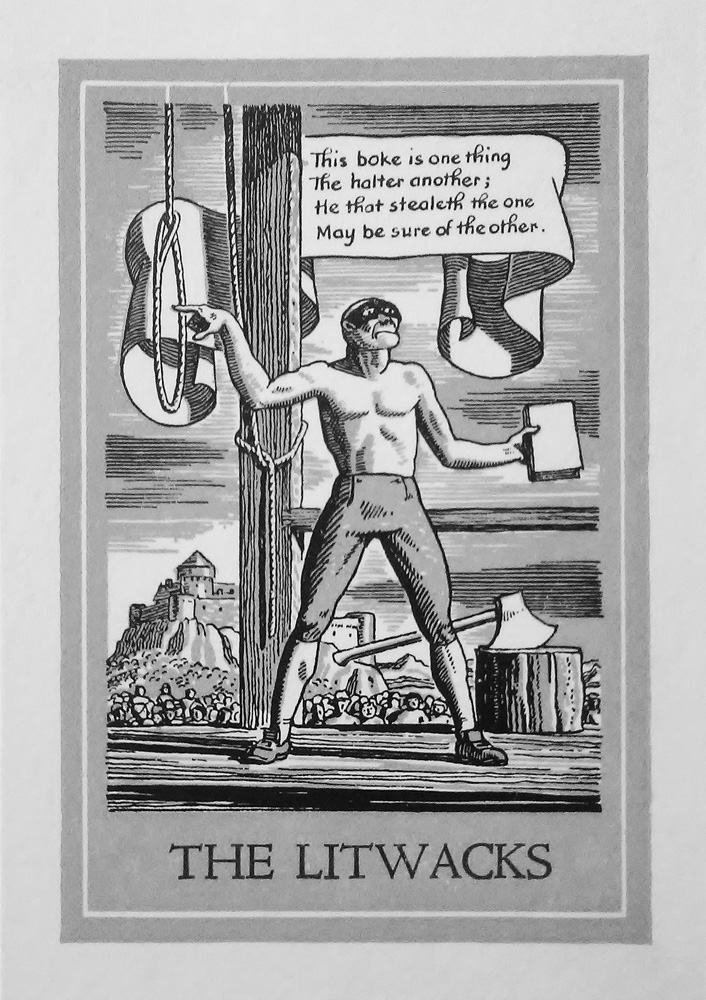 This boke is one thing
The halter another;
He that stealeth the one
May be sure of the other.
THE LITWACKS